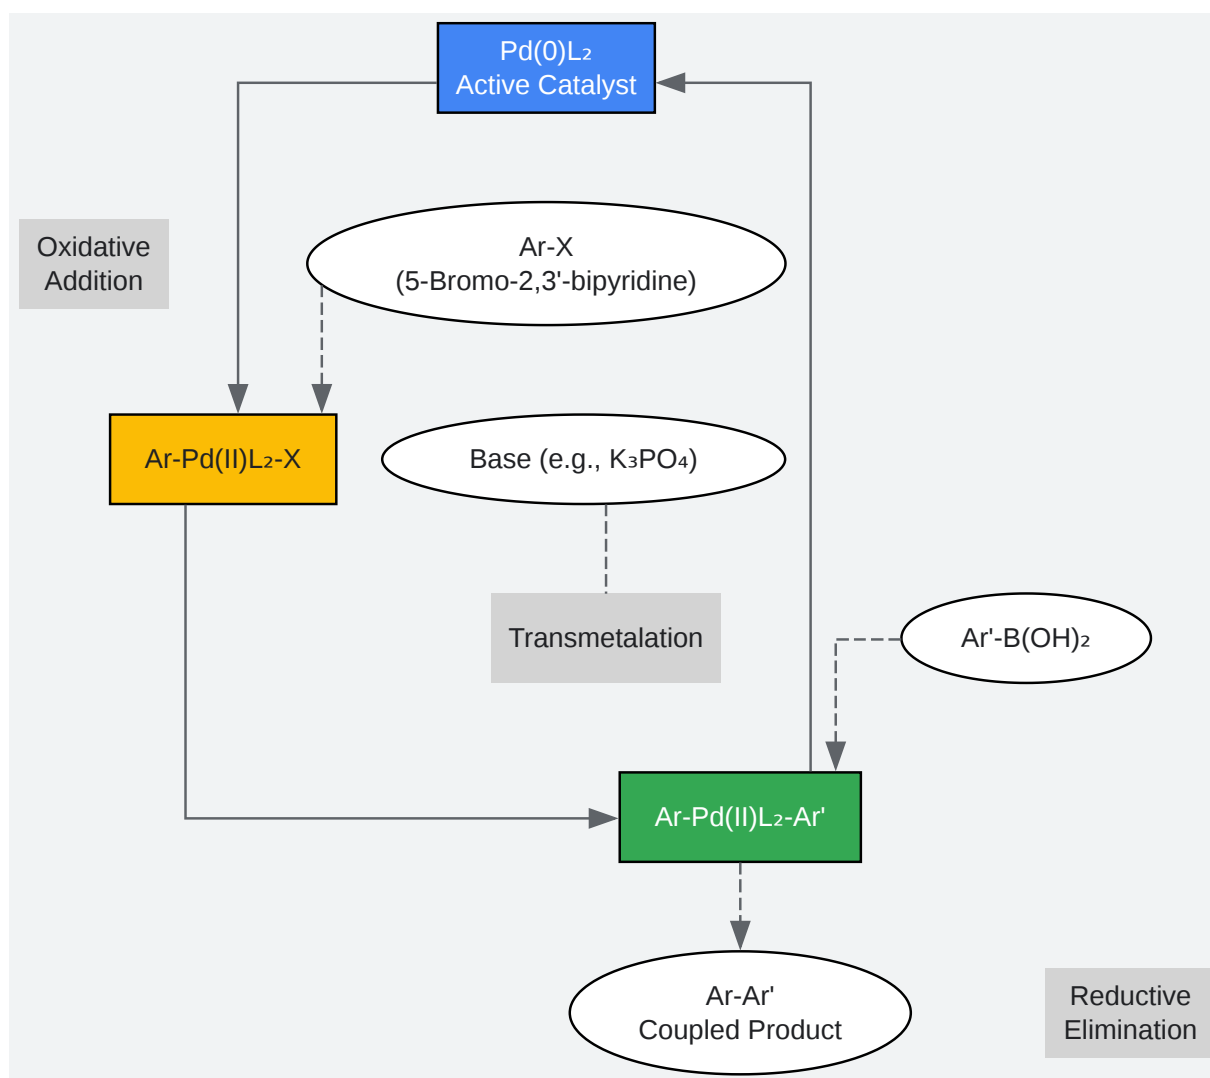 Pd(0)L₂
Active Catalyst
Oxidative
Addition
Ar-X
(5-Bromo-2,3'-bipyridine)
Ar-Pd(II)L₂-X
Base (e.g., K₃PO₄)
Transmetalation
Ar'-B(OH)₂
Ar-Pd(II)L₂-Ar'
Ar-Ar'
Coupled Product
Reductive
Elimination